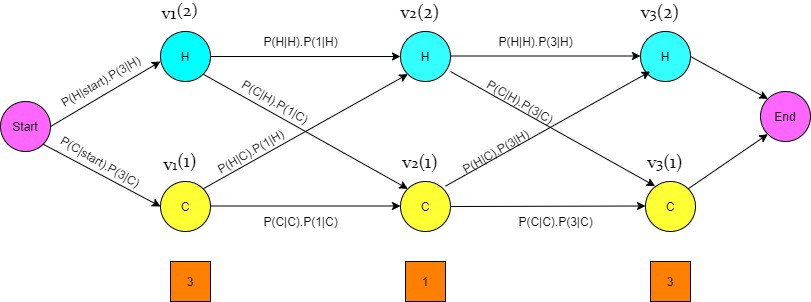 v1(2)
v2(2)
v3(2)
P(H|H).P(1|H)
P(H|H).P(3|H)
H
H
H
P(H|start).P(3|H)
P(C|H).P(1|C)
P(C|H).P(3|C)
Start
End
P(C|start).P(3|C)
P(H|C).P(1|H)
P(H|C).P(3|H)
v1(1)
v2(1)
v3(1)
C
C
C
P(C|C).P(1|C)
P(C|C).P(3|C)
3
1
3